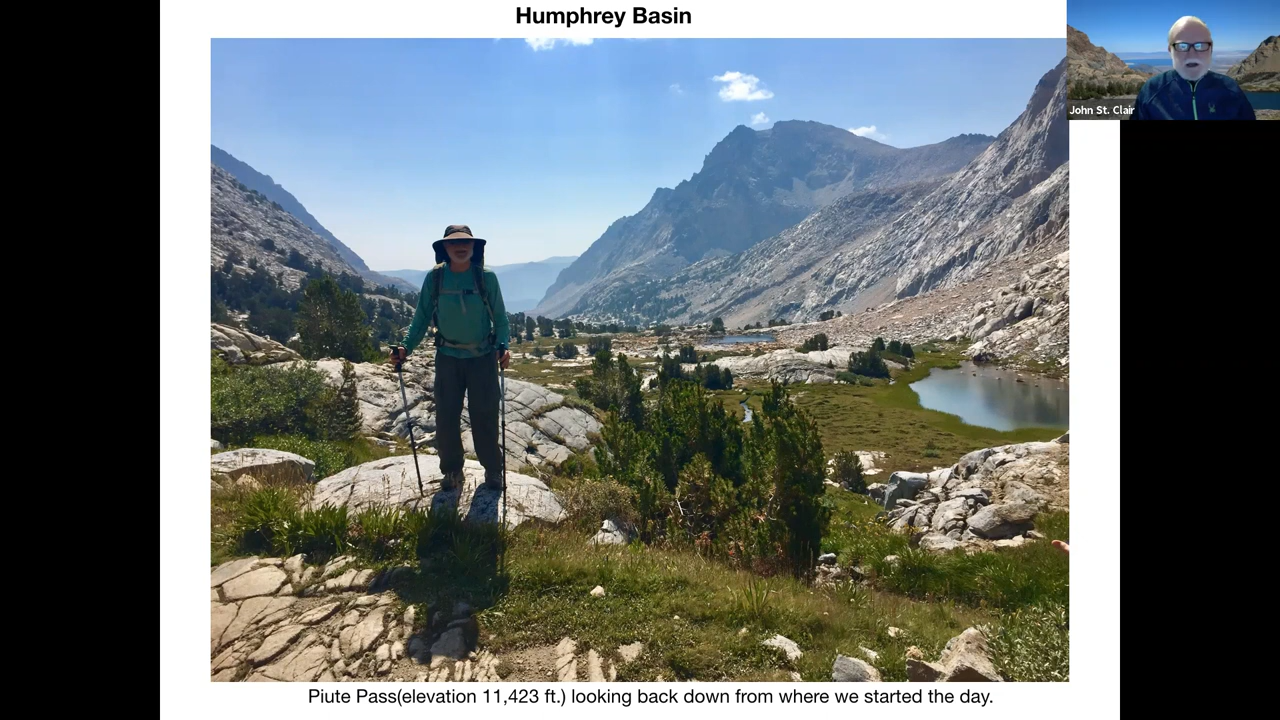 Humphrey Basin
John St. Clair
Piute Pass(elevation 11,423 ft.) looking back down from where we started the day.